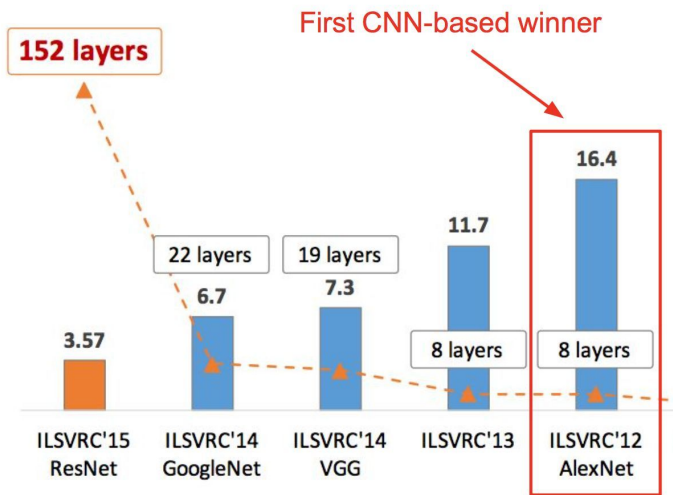 First CNN-based winner
152 layers
16.4
11.7
22 layers
19 layers
6.7
7.3
3.57
8 layers
8 layers
ILSVRC'15
ResNet
ILSVRC'14
GoogleNet
ILSVRC'14
VGG
ILSVRC'13
ILSVRC'12
AlexNet